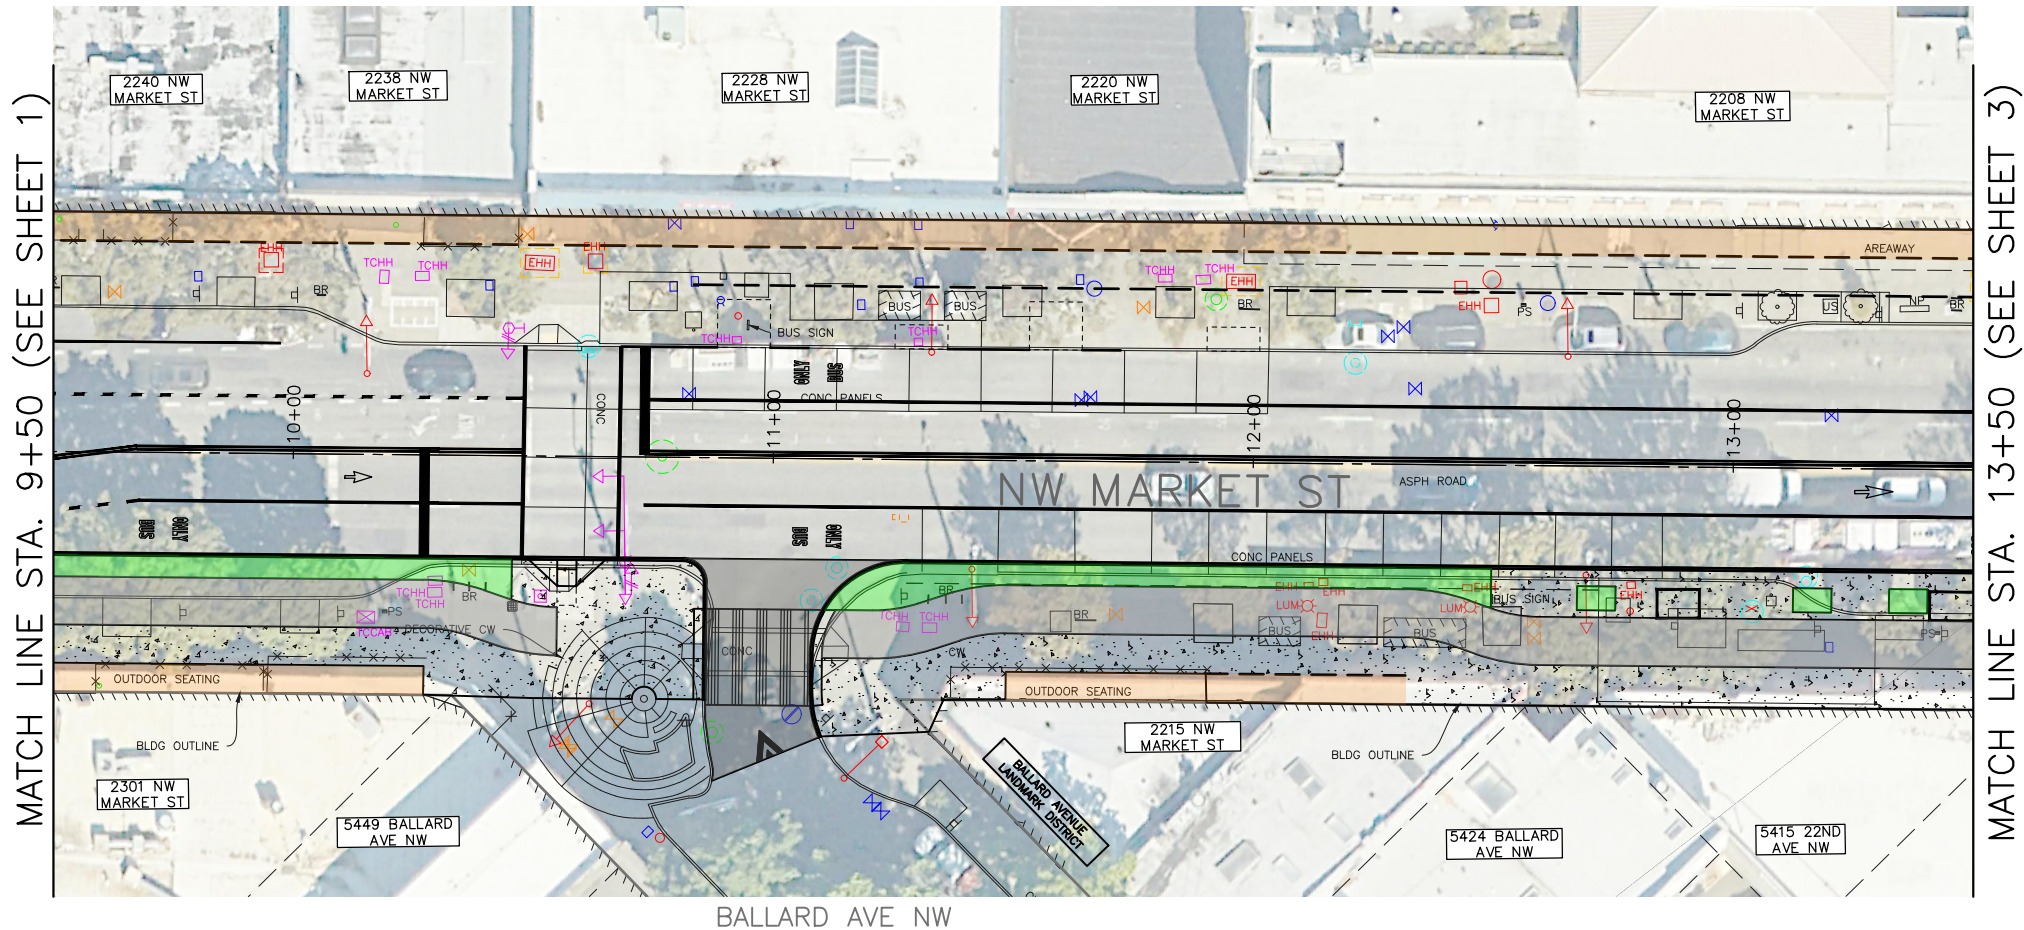 MATCH LINE STA. 9+50 (SEE SHEET 1)
2240 NW
MARKET ST
2238 NW
MARKET ST
2228 NW
MARKET ST
2220 NW
MARKET ST
2208 NW
MARKET ST
MATCH LINE STA. 13+50 (SEE SHEET 3)
AREAWAY
EHH
EHH
EHH
TCHH
TCHH
TCHH
TCHH
EHH
BR
BUS
BUS
BR
EHH
PS
US
NP
BR
BUS SIGN
TCHH
TCHH
ONLY
BUS
CONC PANELS
CONC
10+00
11+00
12+00
13+00
NW MARKET ST
ASPH ROAD
BUS
ONLY
BUS
ONLY
CONC PANELS
TCHH
TCHH
BR
PS
TCCAB
DECORATIVE CW
BR
TCHH
TCHH
BR
EHH
EHH
LUM
EHH
LUM
BUS SIGN
EHH
BUS
BUS
PS
CONC
CW
OUTDOOR SEATING
OUTDOOR SEATING
BLDG OUTLINE
2215 NW
MARKET ST
BLDG OUTLINE
BALLARD AVENUE
LANDMARK DISTRICT
2301 NW
MARKET ST
5449 BALLARD
AVE NW
5424 BALLARD
AVE NW
5415 22ND
AVE NW
BALLARD AVE NW